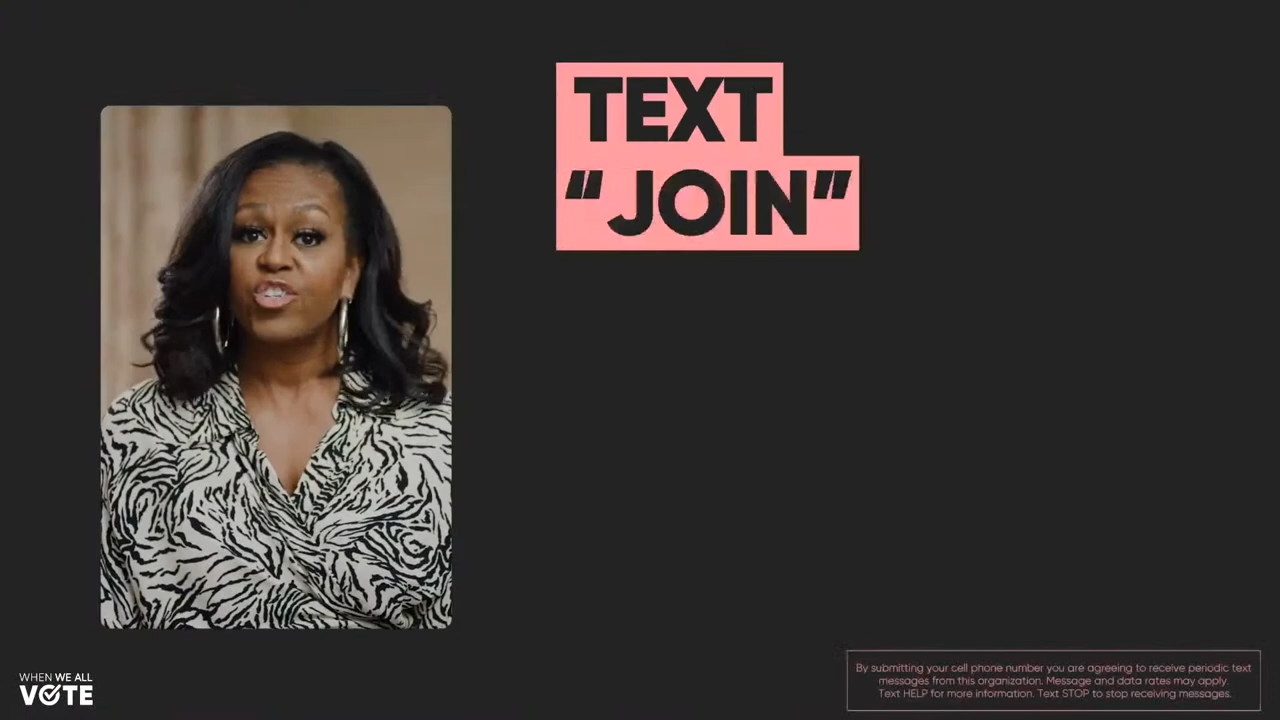 TEXT
“JOIN”
WHEN WE ALL
VOTE
By submitting your cell phone number you are agreeing to receive periodic text
messages from this organization. Message and data rates may apply.
Text HELP for more information. Text STOP to stop receiving messages.